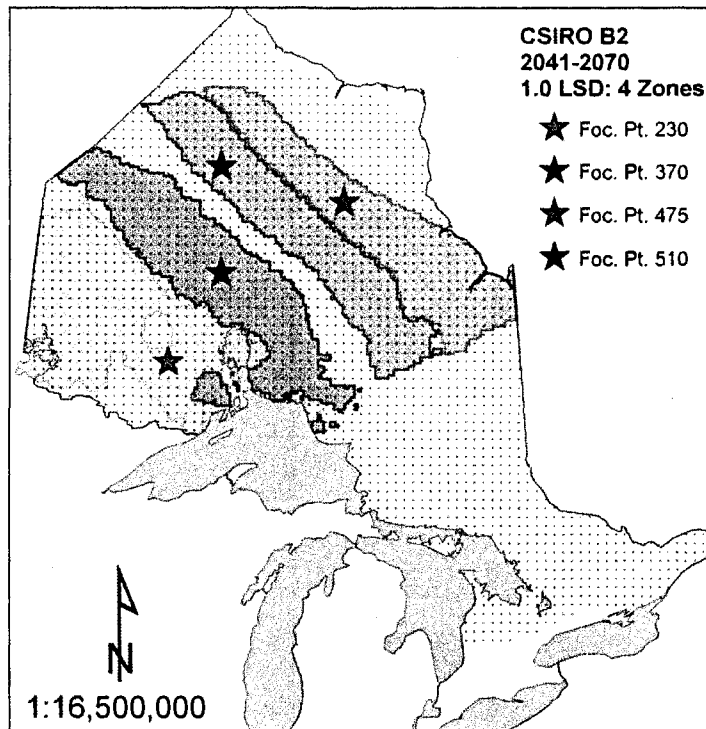 CSIRO B2
2041-2070
1.0 LSD: 4 Zones
Foc. Pt. 230
Foc. Pt. 370
Foc. Pt. 475
Foc. Pt. 510
N
1:16,500,000